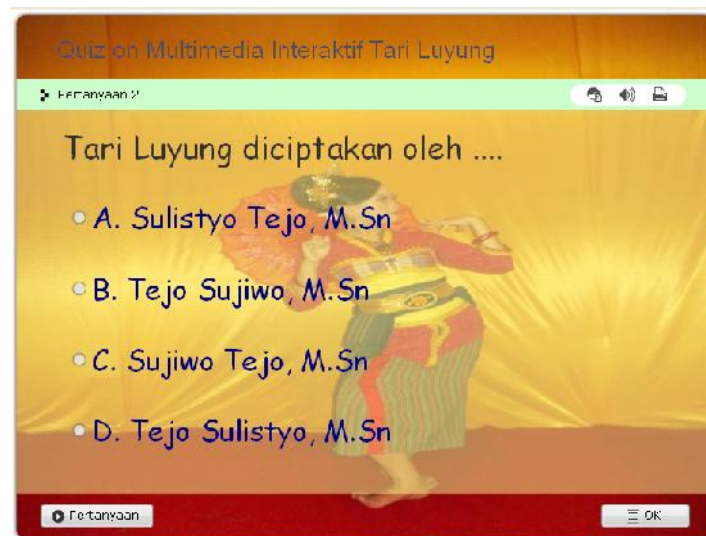 Quiz on Multimedia Interaktif Tari Luyung
Pertanyaan 2
Tari Luyung diciptakan oleh ....
A. Sulistyo Tejo, M.Sn
B. Tejo Sujiwo, M.Sn
C. Sujiwo Tejo, M.Sn
D. Tejo Sulistyo, M.Sn
Pertanyaan
OK